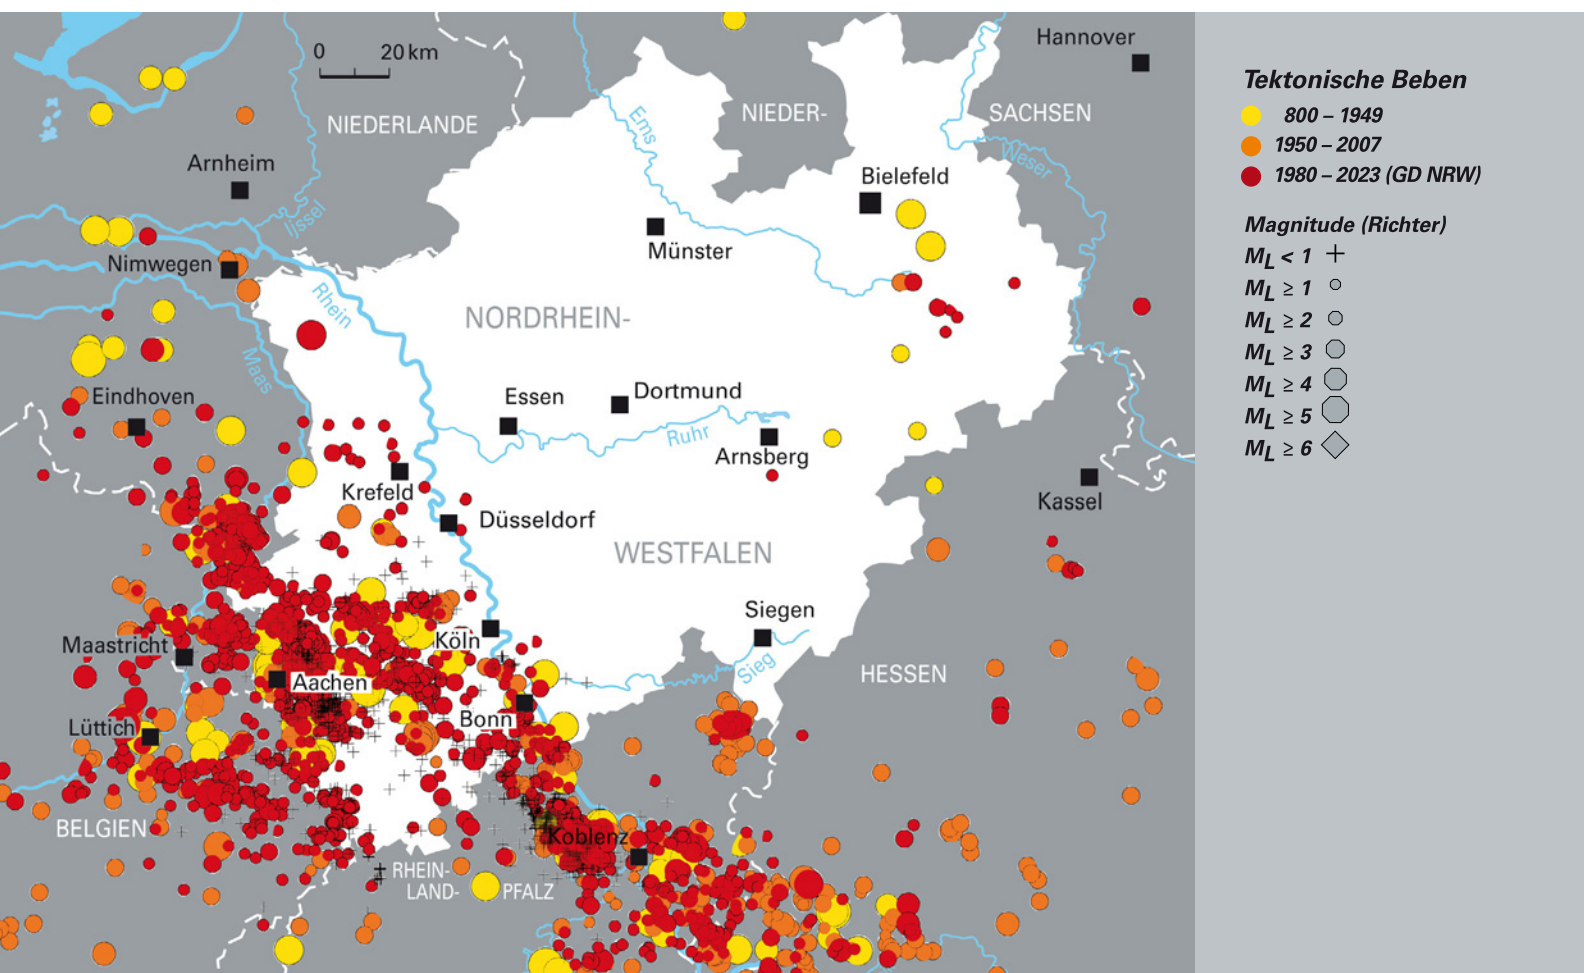 0 20 km
Hannover
NIEDERLANDE
NIEDER-
SACHSEN
Ems
Weser
Arnheim
Bielefeld
Ijssel
Münster
Nimwegen
Rhein
NORDRHEIN-
Maas
Eindhoven
Essen
Dortmund
Ruhr
Arnsberg
Krefeld
Düsseldorf
Kassel
WESTFALEN
Siegen
Köln
Maastricht
Sieg
HESSEN
Aachen
Bonn
Lüttich
BELGIEN
Koblenz
RHEIN-
LAND- PFALZ
Tektonische Beben
800 – 1949
1950 – 2007
1980 – 2023 (GD NRW)
Magnitude (Richter)
ML < 1
ML ≥ 1
ML ≥ 2
ML ≥ 3
ML ≥ 4
ML ≥ 5
ML ≥ 6